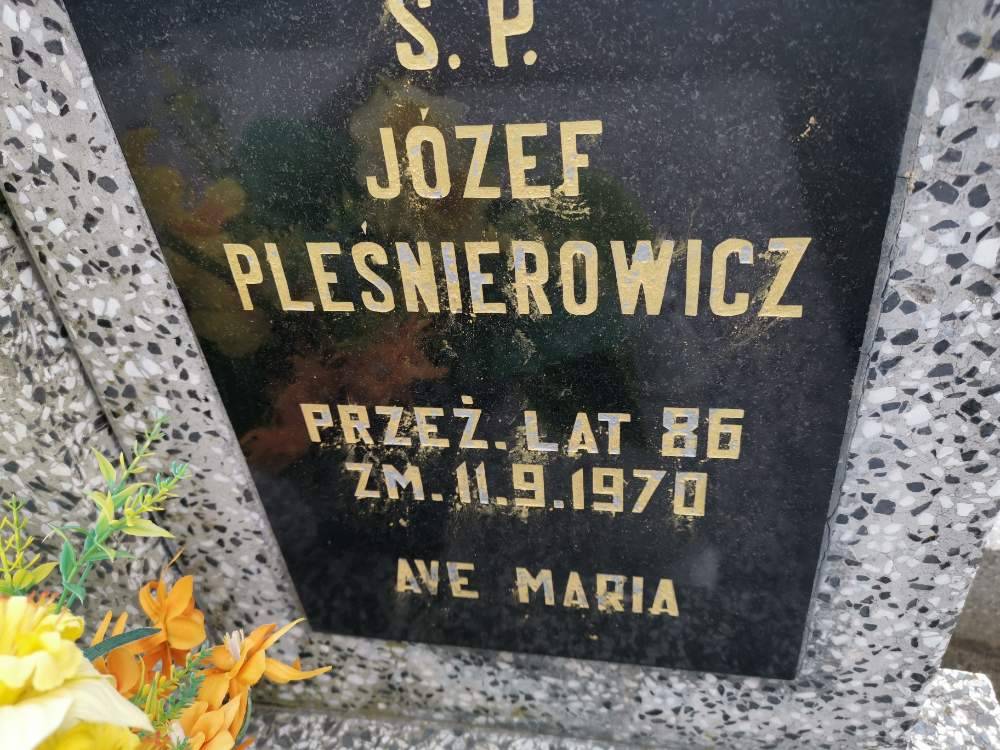 Ś. P.
JÓZEF
PLEŚNIEROWICZ
PRZEŻ. LAT 86
ZM. 11.9.1970
AVE MARIA